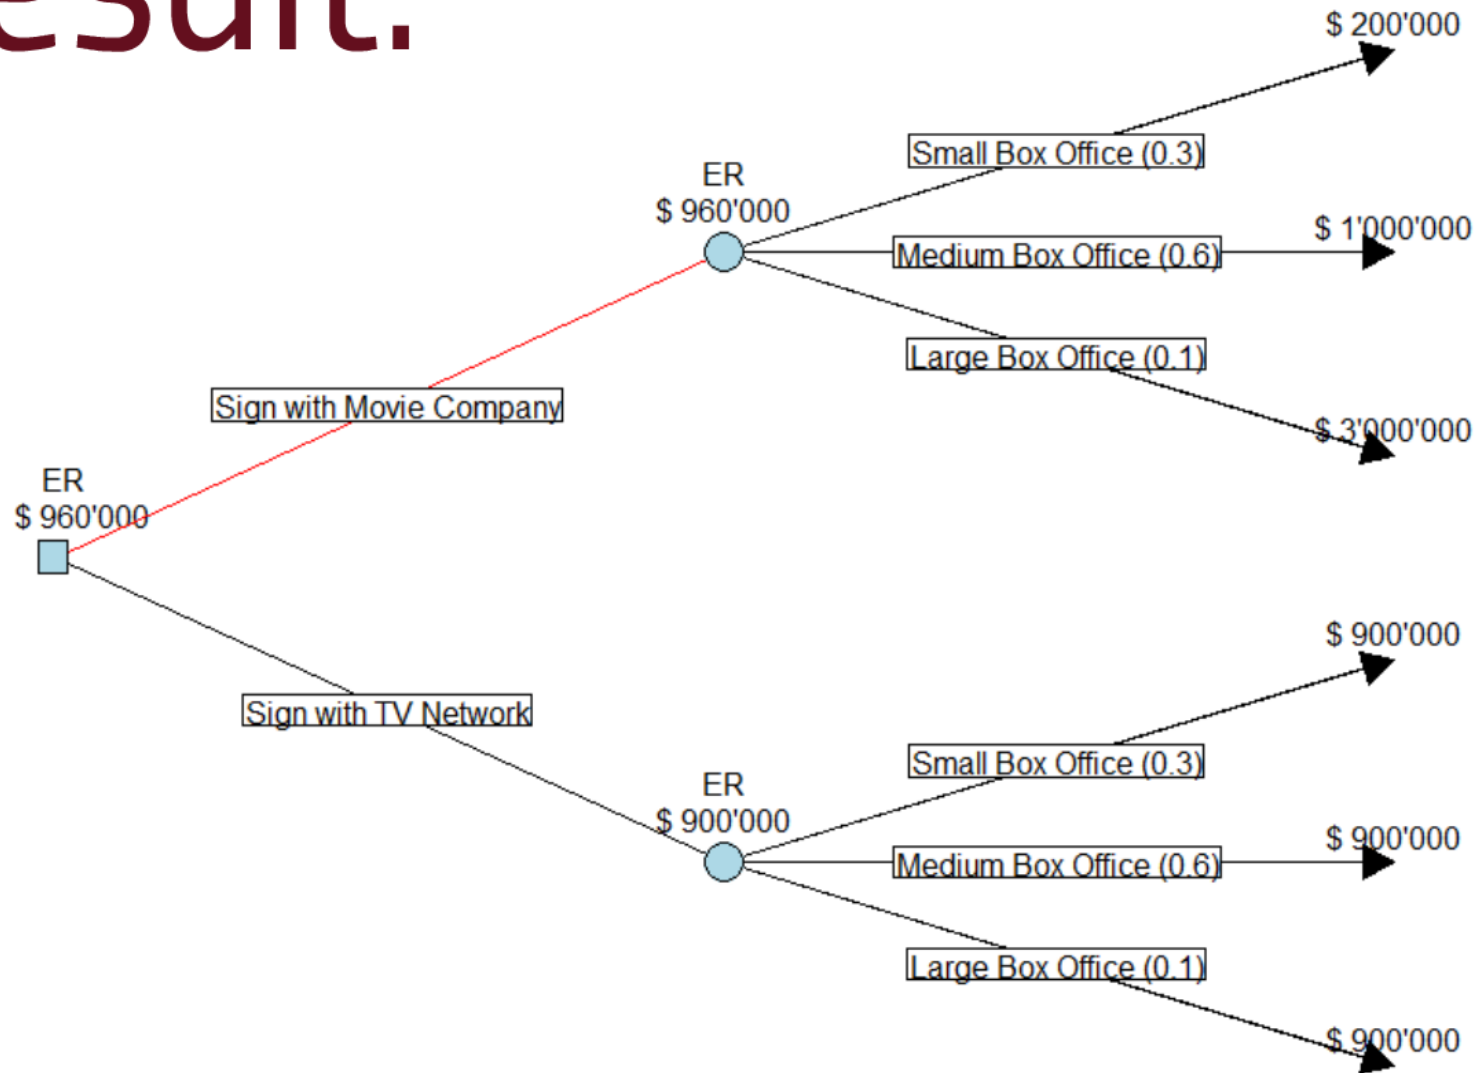 esult.
$ 200'000
Small Box Office (0.3)
ER
$ 960'000
$ 1'000'000
Medium Box Office (0.6)
Large Box Office (0.1)
$ 3'000'000
Sign with Movie Company
ER
$ 960'000
Sign with TV Network
$ 900'000
Small Box Office (0.3)
ER
$ 900'000
$ 900'000
Medium Box Office (0.6)
Large Box Office (0.1)
$ 900'000